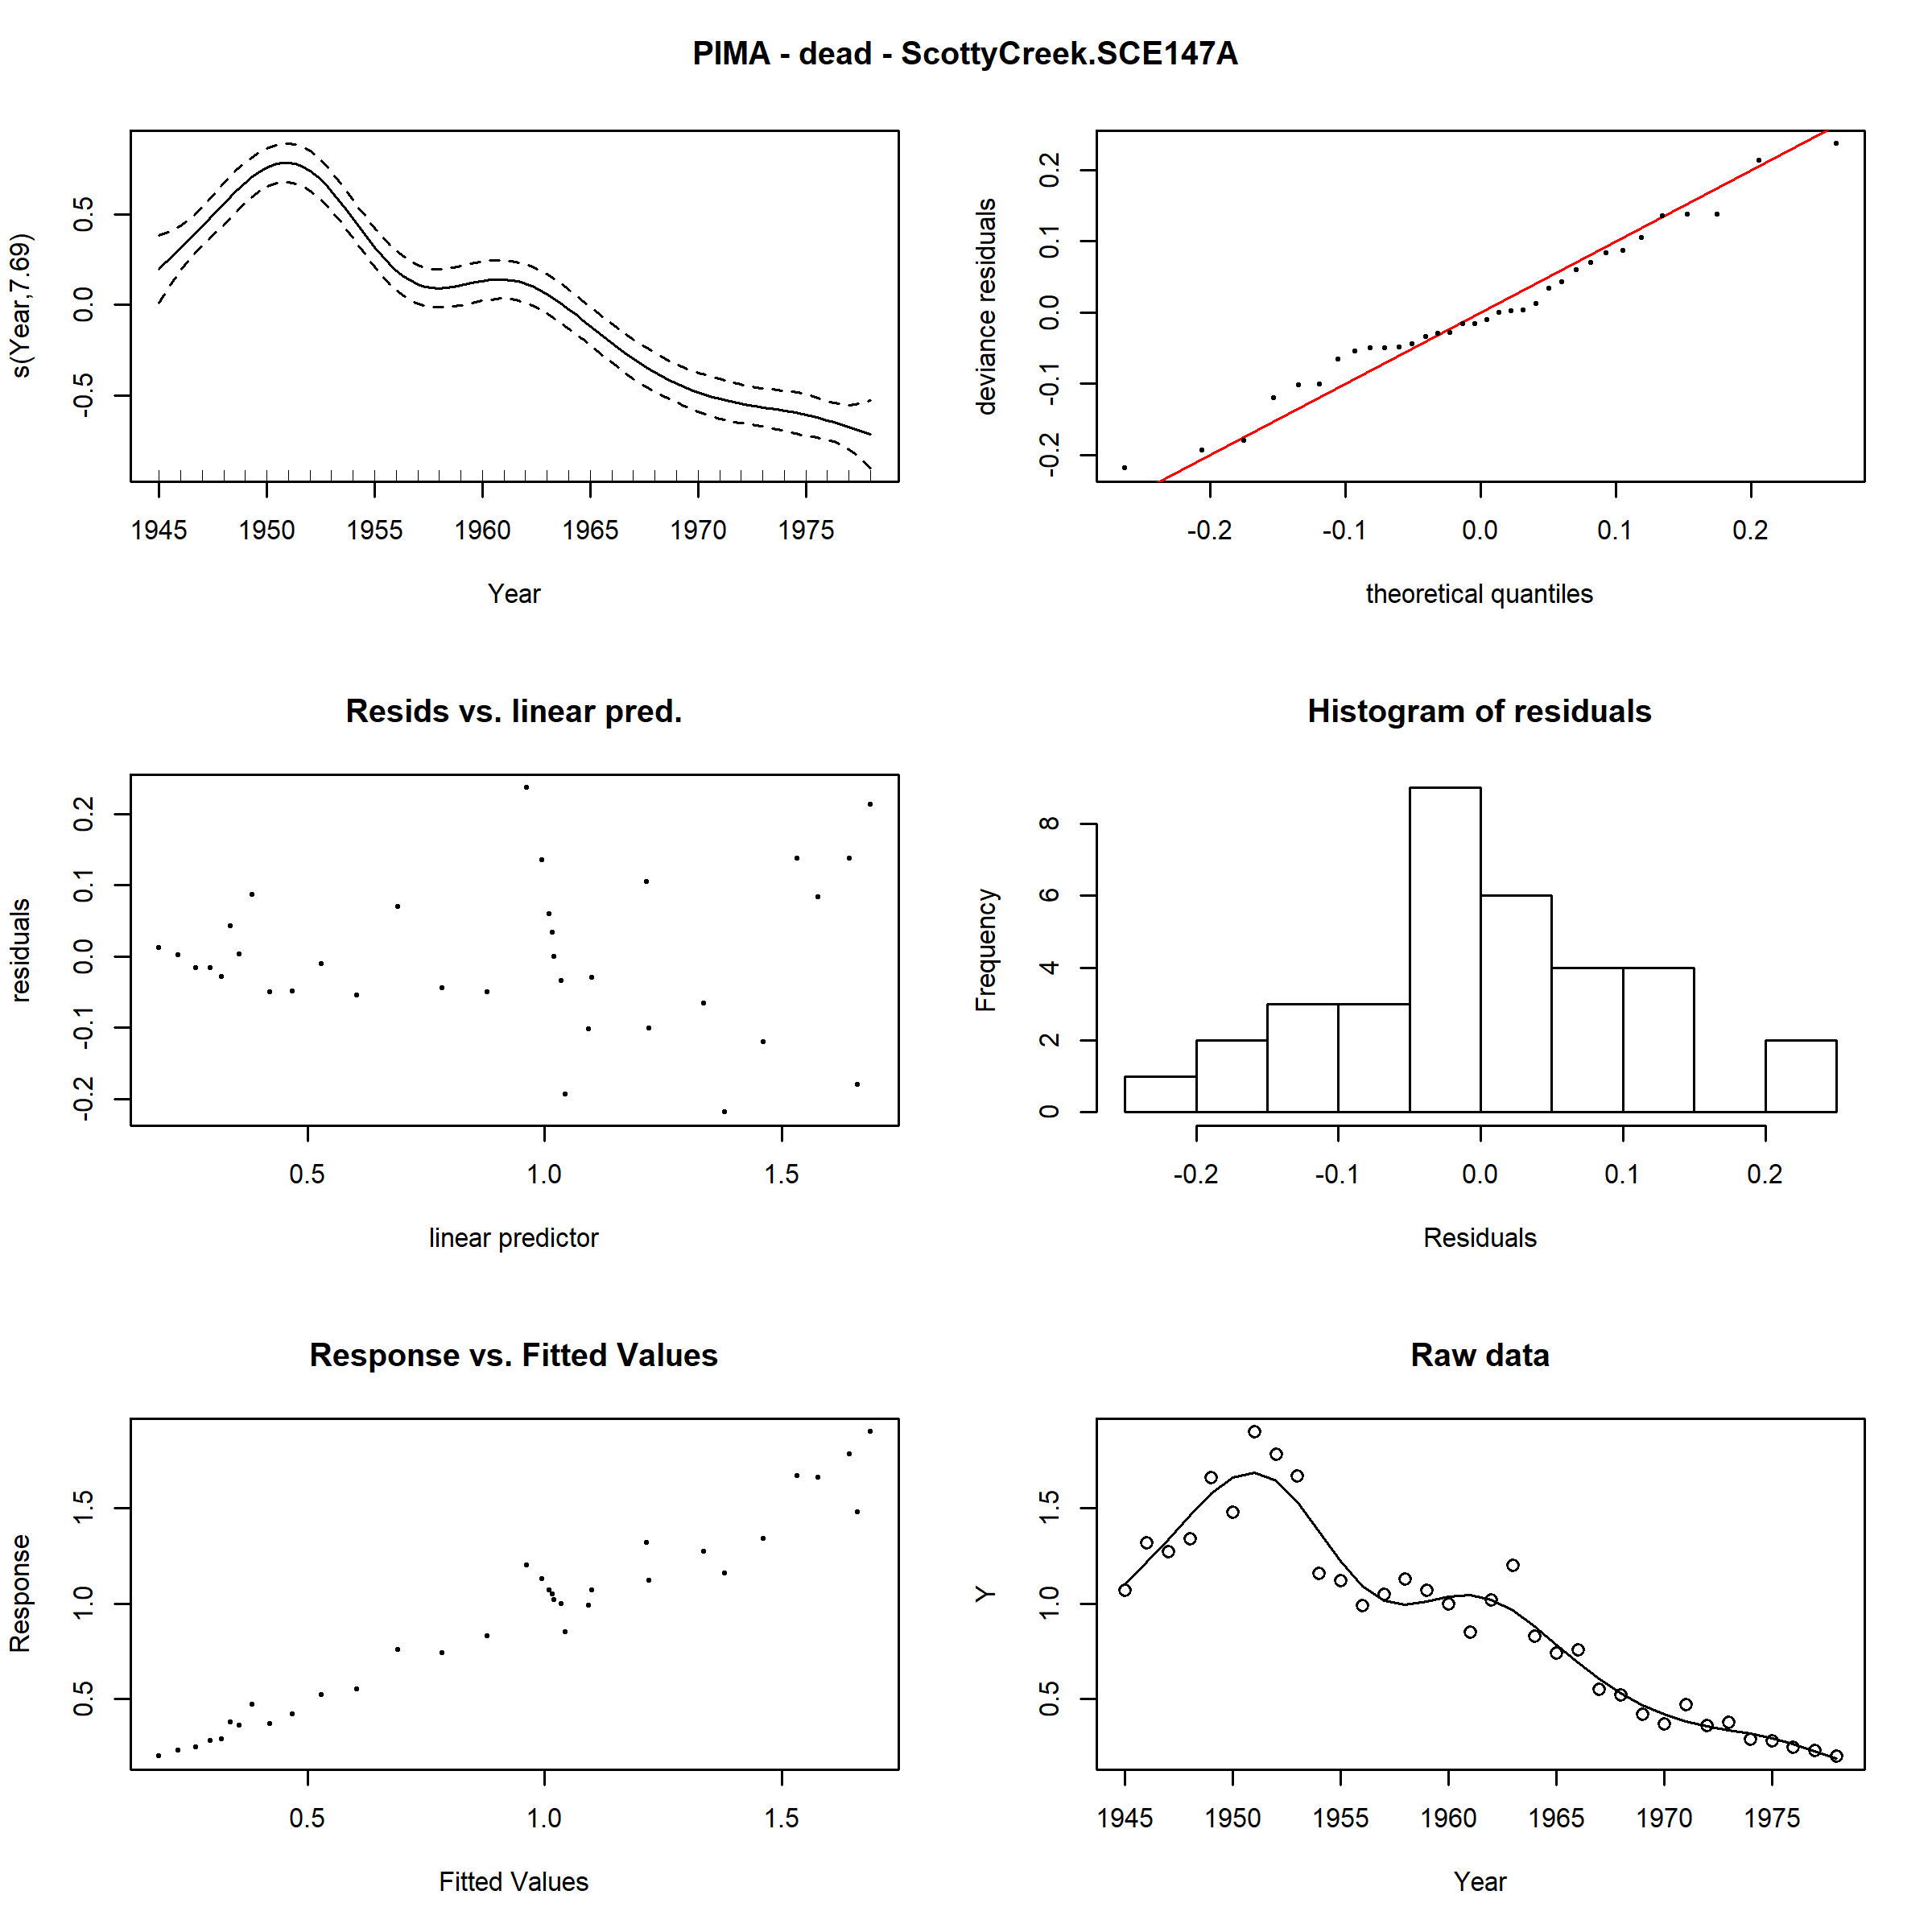 PIMA - dead - ScottyCreek.SCE147A
s(Year,7.69)
0.5
0.0
-0.5
1945 1950 1955 1960 1965 1970 1975
Year
deviance residuals
0.2
0.1
0.0
-0.1
-0.2
-0.2 -0.1 0.0 0.1 0.2
theoretical quantiles
Resids vs. linear pred.
residuals
0.2
0.1
0.0
-0.1
-0.2
0.5 1.0 1.5
linear predictor
Histogram of residuals
Frequency
8
6
4
2
0
-0.2 -0.1 0.0 0.1 0.2
Residuals
Response vs. Fitted Values
Response
1.5
1.0
0.5
0.5 1.0 1.5
Fitted Values
Raw data
Y
1.5
1.0
0.5
1945 1950 1955 1960 1965 1970 1975
Year